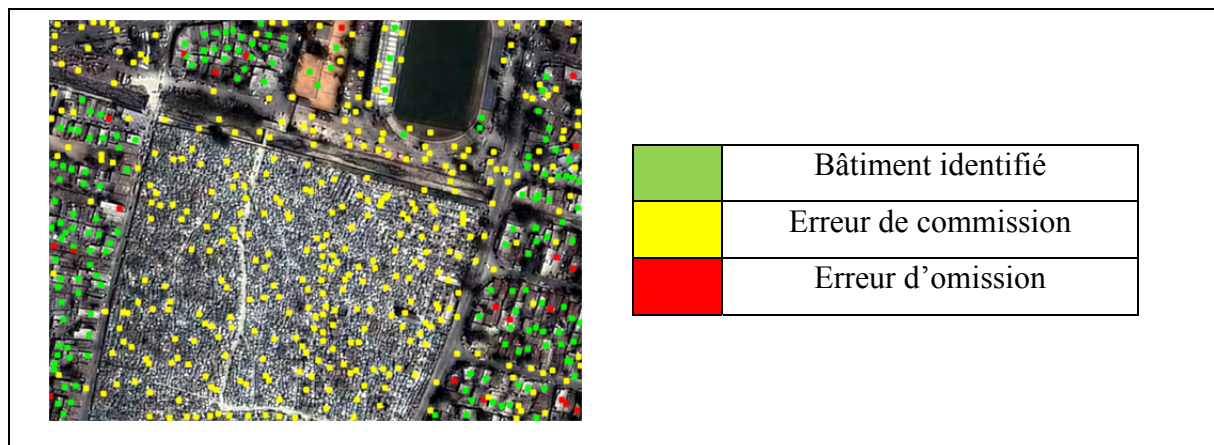 Bâtiment identifié
Erreur de commission
Erreur d’omission